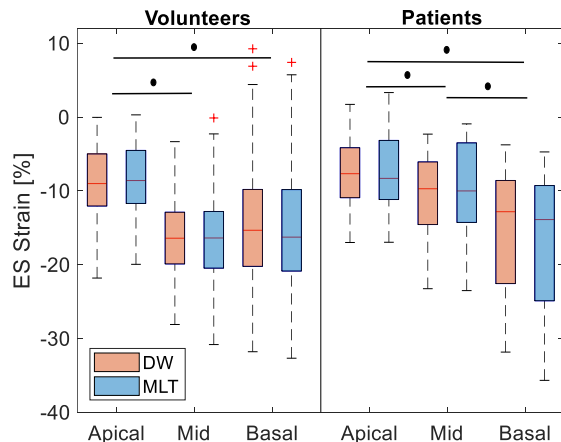 Volunteers Patients
10
0
-10
-20
-30
-40
ES Strain [%]
DW
MLT
Apical Mid Basal Apical Mid Basal